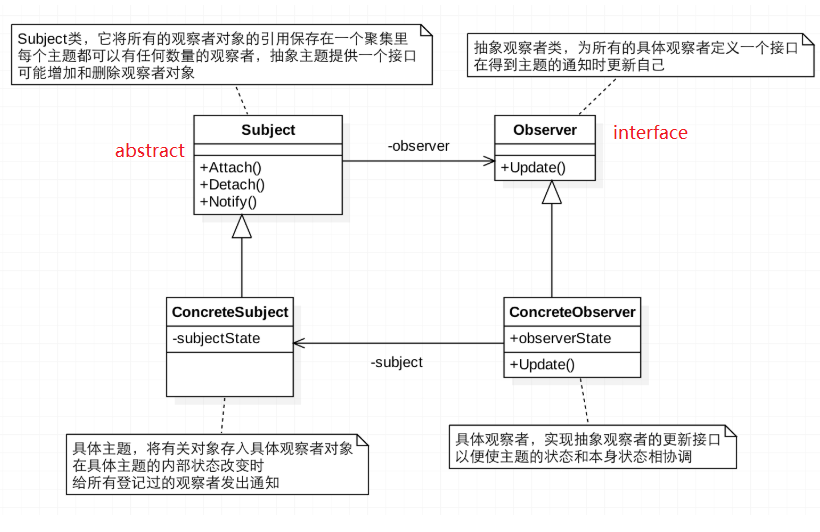 Subject类，它将所有的观察者对象的引用保存在一个聚集里
每个主题都可以有任何数量的观察者，抽象主题提供一个接口
可能增加和删除观察者对象
抽象观察者类，为所有的具体观察者定义一个接口
在得到主题的通知时更新自己
abstract
Subject
+Attach()
+Detach()
+Notify()
-observer
Observer
+Update()
interface
ConcreteSubject
-subjectState
-subject
ConcreteObserver
+observerState
+Update()
具体主题，将有关对象存入具体观察者对象
在具体主题的内部状态改变时
给所有登记过的观察者发出通知
具体观察者，实现抽象观察者的更新接口
以便使主题的状态和本身状态相协调